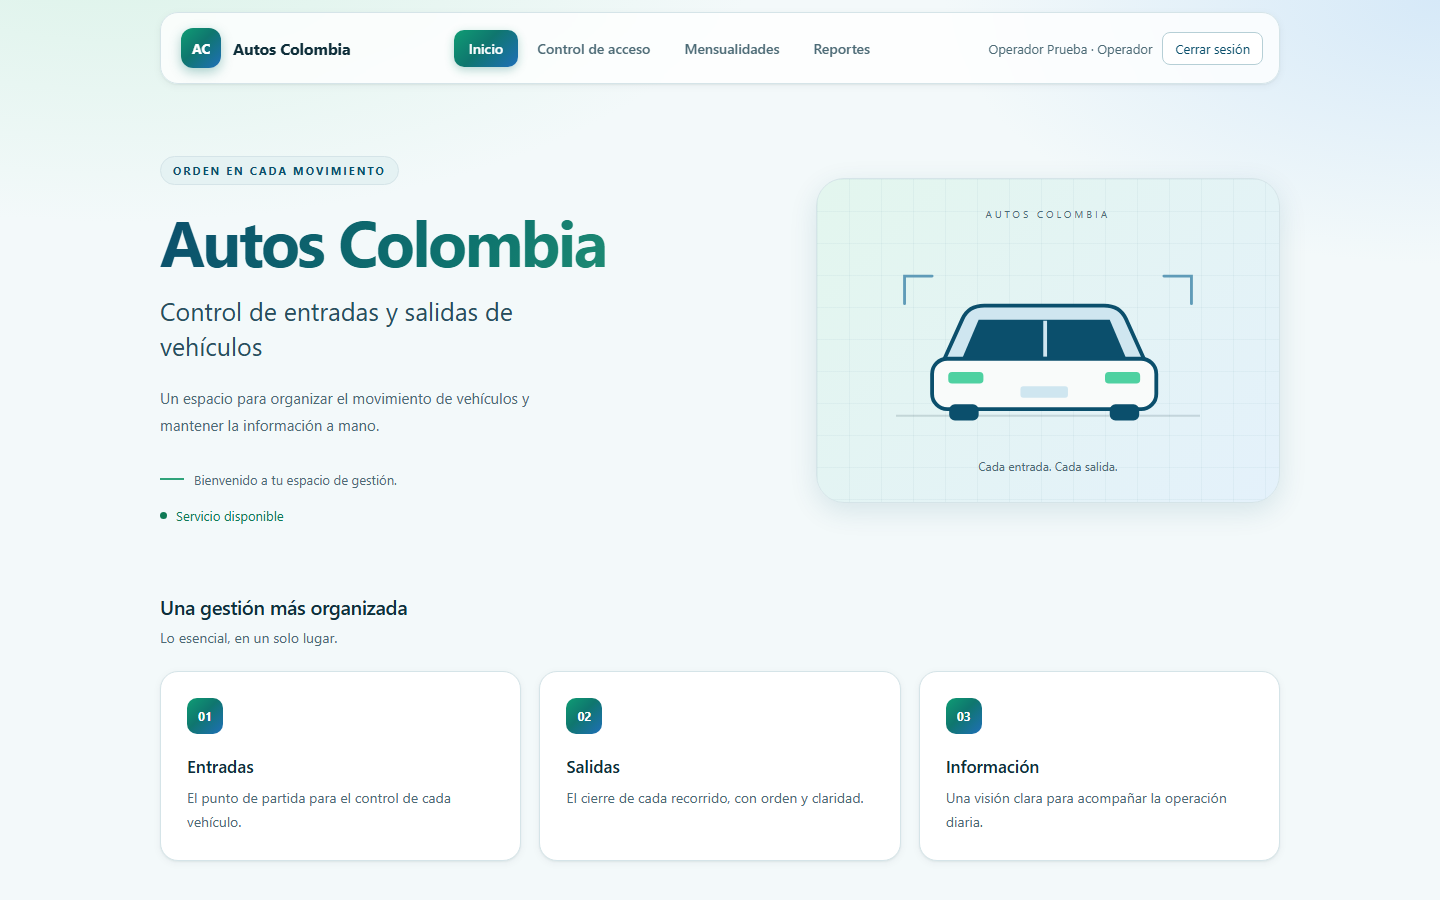 AC
Autos Colombia
Inicio
Control de acceso
Mensualidades
Reportes
Operador Prueba · Operador
Cerrar sesión
ORDEN EN CADA MOVIMIENTO
Autos Colombia
Control de entradas y salidas de
vehículos
Un espacio para organizar el movimiento de vehículos y
mantener la información a mano.
Bienvenido a tu espacio de gestión.
Servicio disponible
AUTOS COLOMBIA
Cada entrada. Cada salida.
Una gestión más organizada
Lo esencial, en un solo lugar.
01
Entradas
El punto de partida para el control de cada
vehículo.
02
Salidas
El cierre de cada recorrido, con orden y claridad.
03
Información
Una visión clara para acompañar la operación
diaria.